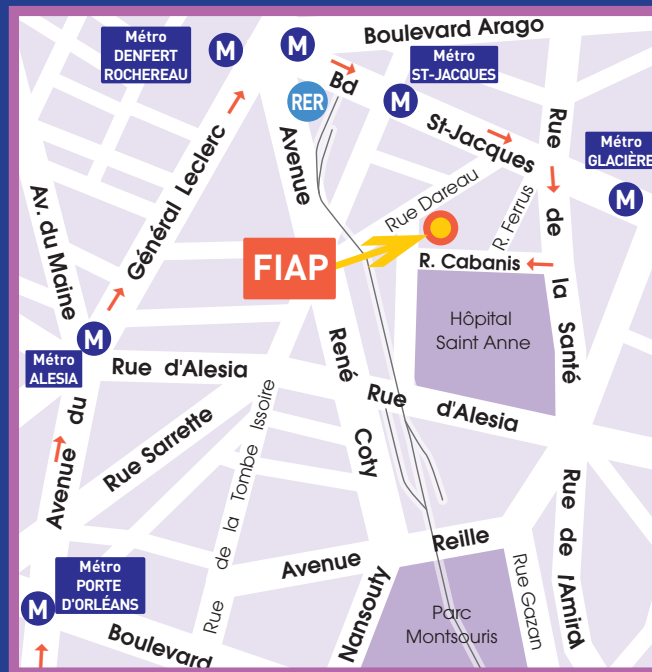 Boulevard Arago
Métro
DENFERT
ROCHEREAU
M
M
Métro
ST-JACQUES
RER
Bd
M
St-Jacques
Rue de la Santé
Métro
GLACIÈRE
M
Avenue René Coty
Av. du Maine
Avenue du Général Leclerc
Rue Dareau
R. Ferrus
FIAP
R. Cabanis
Hôpital
Saint Anne
M
Métro
ALESIA
Rue d'Alesia
Rue d'Alesia
Rue Sarrette
Rue de la Tombe Issoire
Rue de l'Amiral
Avenue Reille
Métro
PORTE
D'ORLÉANS
M
Nansouty
Rue Gazan
Parc
Montsouris
Boulevard